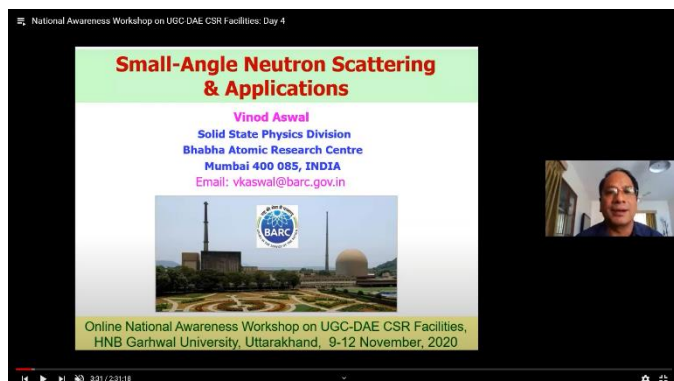 National Awareness Workshop on UGC-DAE CSR Facilities: Day 4
Small-Angle Neutron Scattering
& Applications
Vinod Aswal
Solid State Physics Division
Bhabha Atomic Research Centre
Mumbai 400 085, INDIA
Email: vkaswal@barc.gov.in
BARC
Online National Awareness Workshop on UGC-DAE CSR Facilities,
HNB Garhwal University, Uttarakhand, 9-12 November, 2020
3:31 / 2:31:18